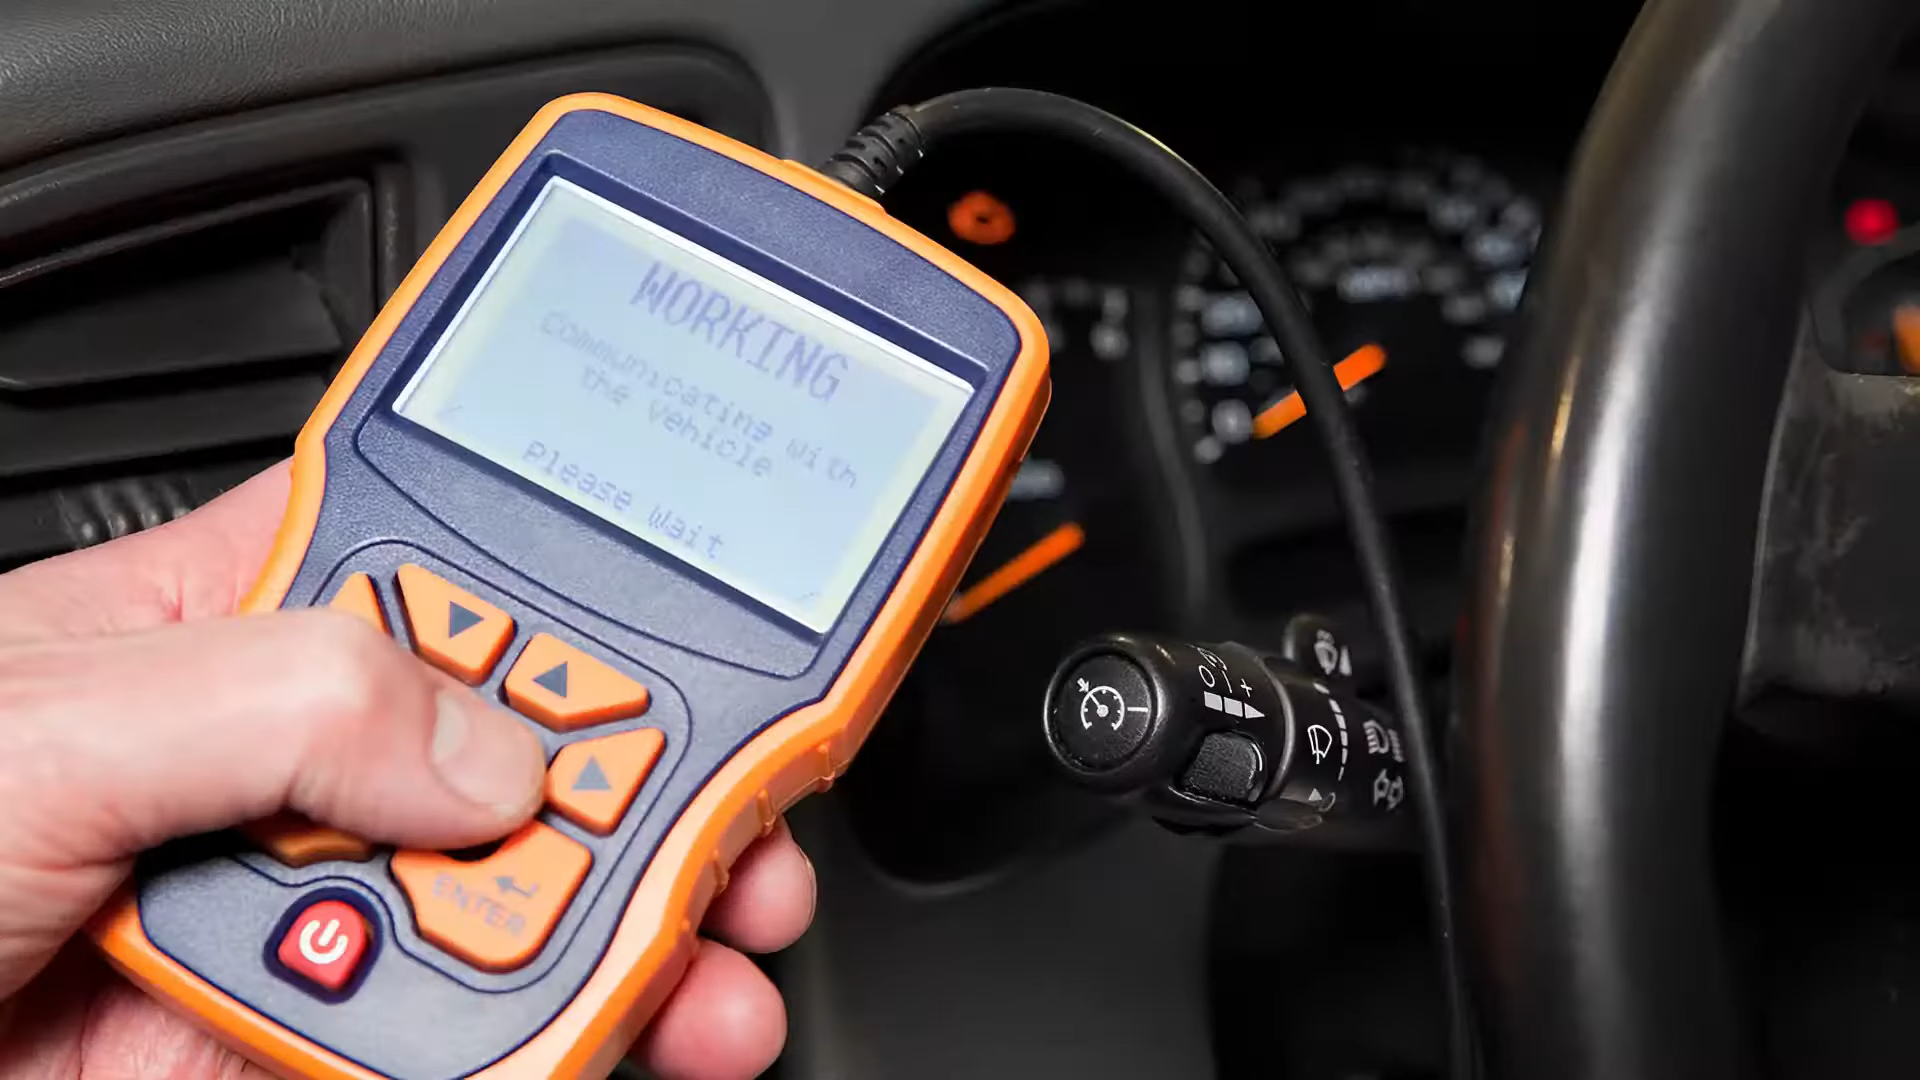 WORKING
Communicating with
the vehicle
Please Wait
ENTER